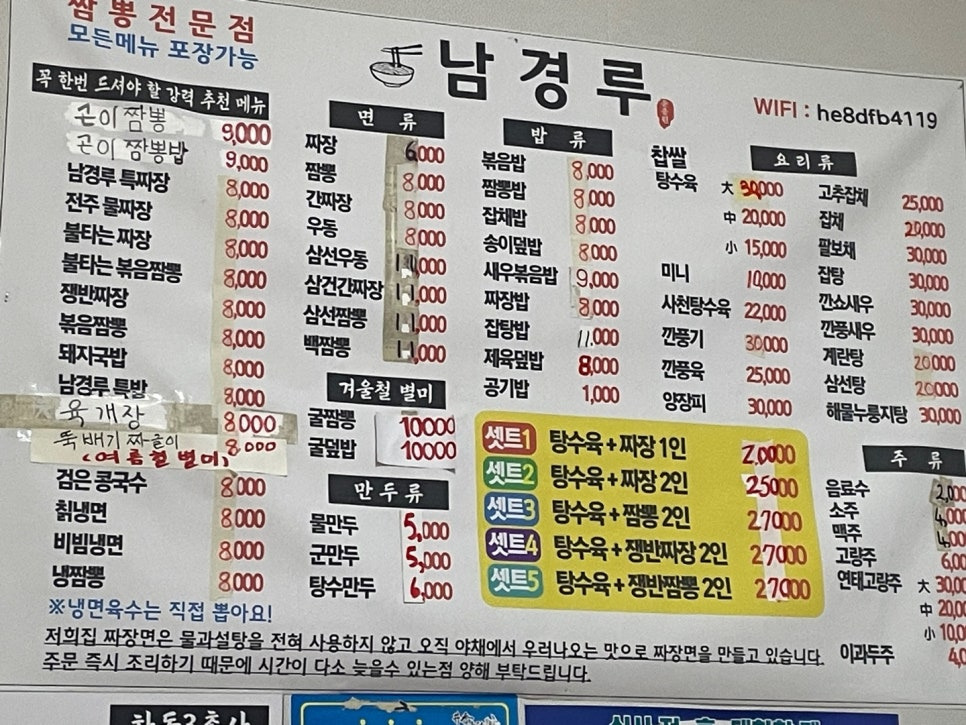 짬뽕전문점
모든메뉴 포장가능
남경루
WIFI : he8dfb4119
꼭 한번 드셔야 할 강력 추천 메뉴
곤이 짬뽕 9,000
곤이 짬뽕밥 9,000
남경루 특짜장 8,000
전주 물짜장 8,000
불타는 짜장 8,000
불타는 볶음짬뽕 8,000
쟁반짜장 8,000
볶음짬뽕 8,000
돼지국밥 8,000
남경루 특밥 8,000
육개장 8000
뚝배기 짜글이 8,000
(여름철 별미)
검은 콩국수 8,000
칡냉면 8,000
비빔냉면 8,000
냉짬뽕 8,000
※냉면육수는 직접 뽑아요!
면 류
짜장 6,000
짬뽕 8,000
간짜장 8,000
우동 8,000
삼선우동 11,000
삼건간짜장 11,000
삼선짬뽕 11,000
백짬뽕 11,000
겨울철 별미
굴짬뽕 10000
굴덮밥 10000
만두류
물만두 5,000
군만두 5,000
탕수만두 6,000
밥 류
볶음밥 8,000
짬뽕밥 8,000
잡채밥 8,000
송이덮밥 8,000
새우볶음밥 9,000
짜장밥 8,000
잡탕밥 11,000
제육덮밥 8,000
공기밥 1,000
요리류
찹쌀
탕수육 大 30,000
中 20,000
小 15,000
미니 10,000
사천탕수육 22,000
깐풍기 30,000
깐풍육 25,000
양장피 30,000
고추잡채 25,000
잡채 20,000
팔보채 30,000
잡탕 30,000
깐쇼새우 30,000
깐풍새우 30,000
계란탕 20,000
삼선탕 20,000
해물누룽지탕 30,000
셋트1 탕수육+짜장 1인 20000
셋트2 탕수육+짜장 2인 25000
셋트3 탕수육+짬뽕 2인 27000
셋트4 탕수육+쟁반짜장 2인 27000
셋트5 탕수육+쟁반짬뽕 2인 27000
주 류
음료수 2,000
소주 4,000
맥주 4,000
고량주 6,00
연태고량주 大 30,00
中 20,00
小 10,00
이과두주 4,0
저희집 짜장면은 물과설탕을 전혀 사용하지 않고 오직 야채에서 우러나오는 맛으로 짜장면을 만들고 있습니다.
주문 즉시 조리하기 때문에 시간이 다소 늦을수 있는점 양해 부탁드립니다.